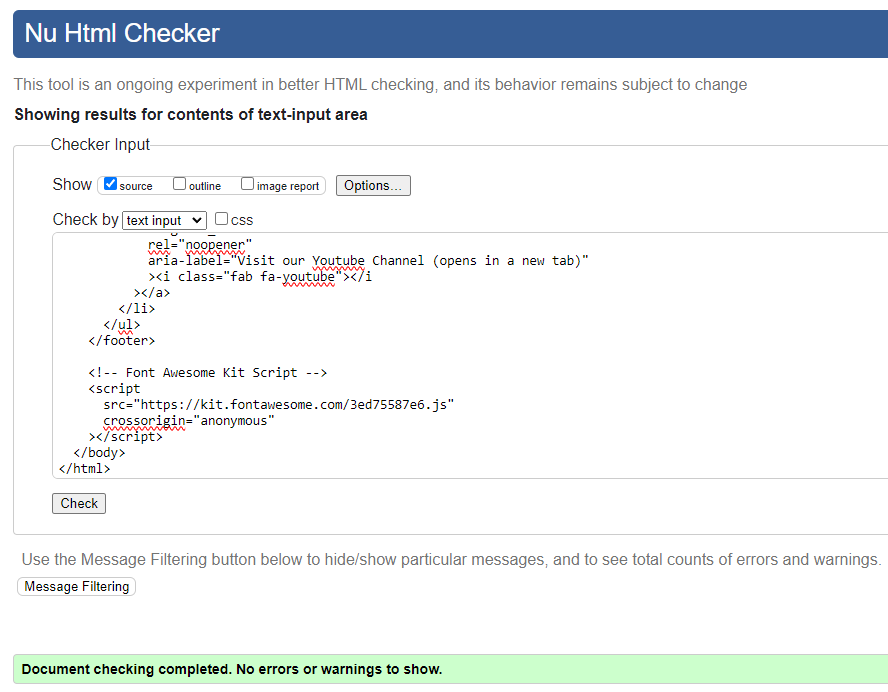 Nu Html Checker
This tool is an ongoing experiment in better HTML checking, and its behavior remains subject to change
Showing results for contents of text-input area
Checker Input
Show source outline image report Options...
Check by text input css
rel="noopener"
aria-label="Visit our Youtube Channel (opens in a new tab)"
><i class="fab fa-youtube"></i
></a>
</li>
</ul>
</footer>
<!-- Font Awesome Kit Script -->
<script
src="https://kit.fontawesome.com/3ed75587e6.js"
crossorigin="anonymous"
></script>
</body>
</html>
Check
Use the Message Filtering button below to hide/show particular messages, and to see total counts of errors and warnings.
Message Filtering
Document checking completed. No errors or warnings to show.